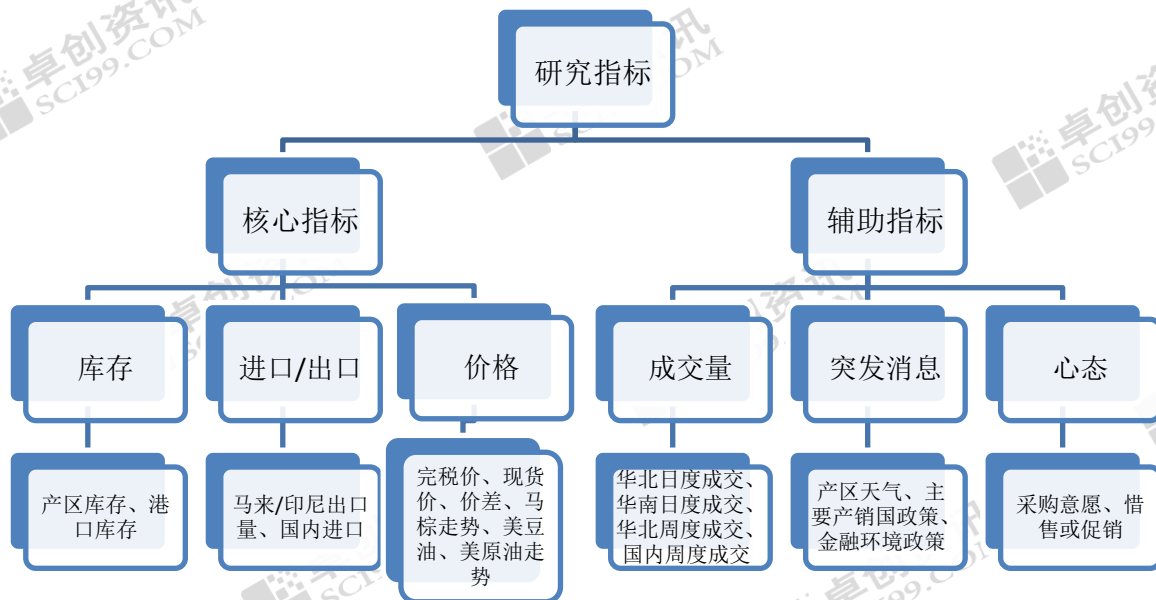 研究指标
核心指标
辅助指标
库存
进口/出口
价格
成交量
突发消息
心态
产区库存、港
口库存
马来/印尼出口
量、国内进口
完税价、现货
价、价差、马
棕走势、美豆
油、美原油走
势
华北日度成交、
华南日度成交、
华北周度成交、
国内周度成交
产区天气、主
要产销国政策、
金融环境政策
采购意愿、惜
售或促销
卓创资讯
SCI99.COM